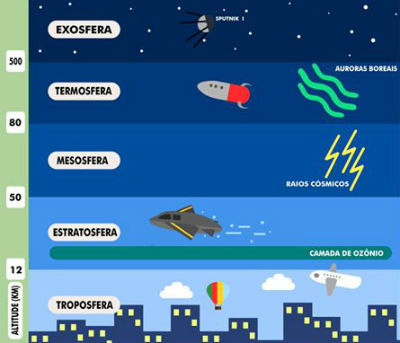 EXOSFERA
SPUTNIK I
500
AURORAS BOREAIS
TERMOSFERA
80
MESOSFERA
RAIOS CÓSMICOS
50
ESTRATOSFERA
CAMADA DE OZÔNIO
12
TROPOSFERA
ALTITUDE (KM)